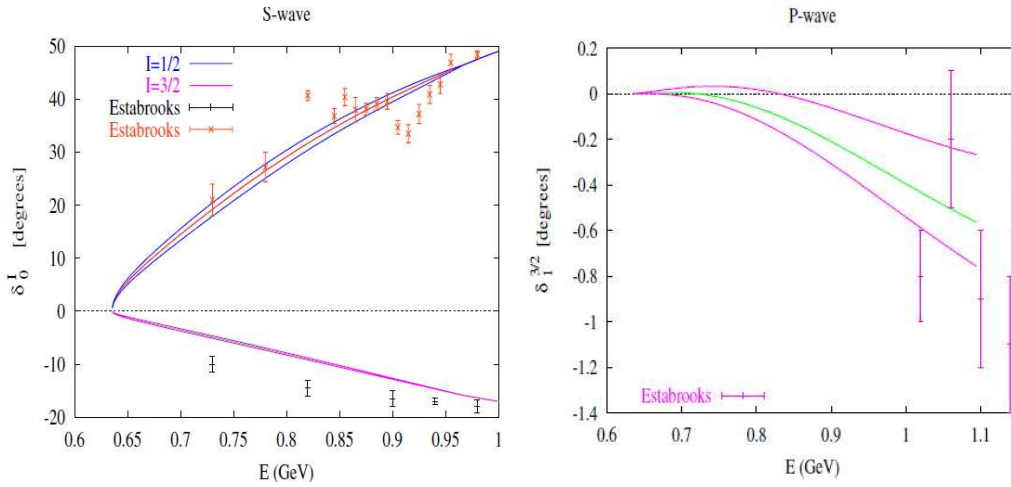 S-wave
50
40
30
20
10
0
-10
-20
δ₀ᴵ [degrees]
I=1/2
I=3/2
Estabrooks
Estabrooks
0.6 0.65 0.7 0.75 0.8 0.85 0.9 0.95 1
E (GeV)
P-wave
0.2
0
-0.2
-0.4
-0.6
-0.8
-1
-1.2
-1.4
δ₁^3/2 [degrees]
Estabrooks
0.6 0.7 0.8 0.9 1 1.1
E (GeV)